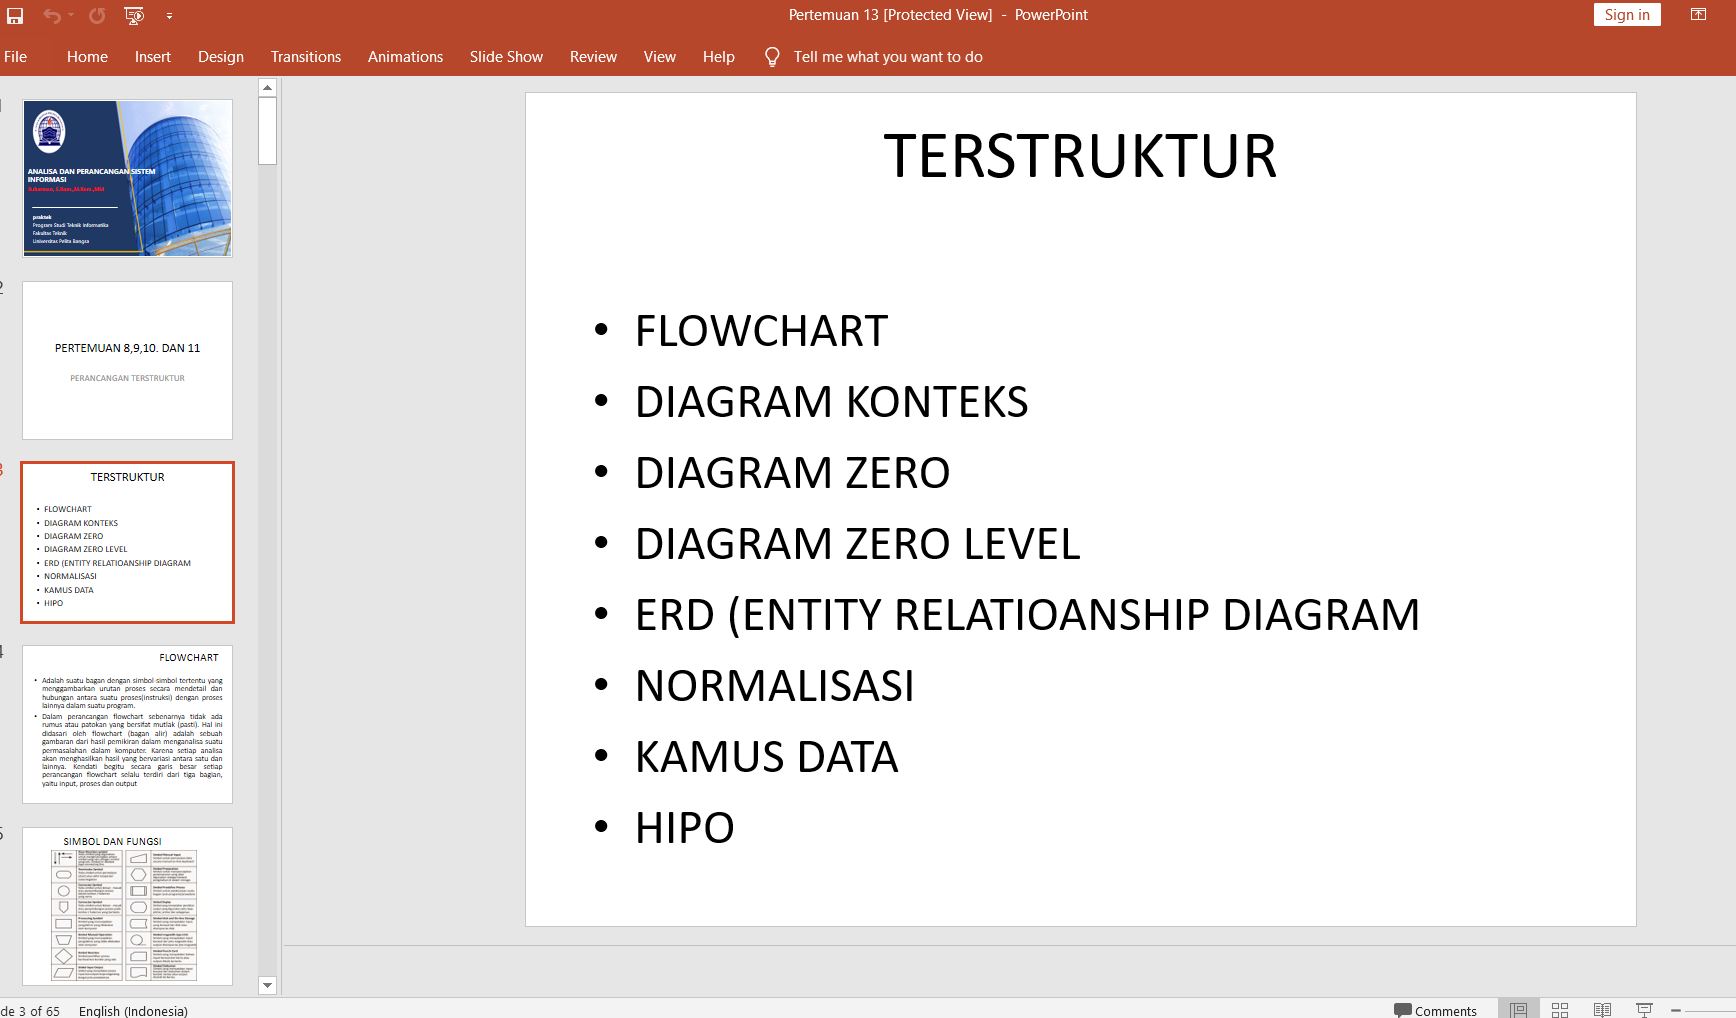 Pertemuan 13 [Protected View] - PowerPoint
Sign in
File Home Insert Design Transitions Animations Slide Show Review View Help Tell me what you want to do
ANALISA DAN PERANCANGAN SISTEM
INFORMASI
praktek
Program Studi Teknik Informatika
Fakultas Teknik
Universitas Pelita Bangsa
2
PERTEMUAN 8,9,10. DAN 11
PERANCANGAN TERSTRUKTUR
3
TERSTRUKTUR
• FLOWCHART
• DIAGRAM KONTEKS
• DIAGRAM ZERO
• DIAGRAM ZERO LEVEL
• ERD (ENTITY RELATIOANSHIP DIAGRAM
• NORMALISASI
• KAMUS DATA
• HIPO
4
FLOWCHART
• Adalah suatu bagan dengan simbol-simbol tertentu yang
menggambarkan urutan proses secara mendetail dan
hubungan antara suatu proses(instruksi) dengan proses
lainnya dalam suatu program.
• Dalam perancangan flowchart sebenarnya tidak ada
rumus atau patokan yang bersifat mutlak (pasti). Hal ini
didasari oleh flowchart (bagan alir) adalah sebuah
gambaran dari hasil pemikiran dalam menganalisa suatu
permasalahan dalam komputer. Karena setiap analisa
akan menghasilkan hasil yang bervariasi antara satu dan
lainnya. Kendati begitu secara garis besar setiap
perancangan flowchart selalu terdiri dari tiga bagian,
yaitu input, proses dan output
5
SIMBOL DAN FUNGSI
TERSTRUKTUR
• FLOWCHART
• DIAGRAM KONTEKS
• DIAGRAM ZERO
• DIAGRAM ZERO LEVEL
• ERD (ENTITY RELATIOANSHIP DIAGRAM
• NORMALISASI
• KAMUS DATA
• HIPO
de 3 of 65 English (Indonesia)
Comments